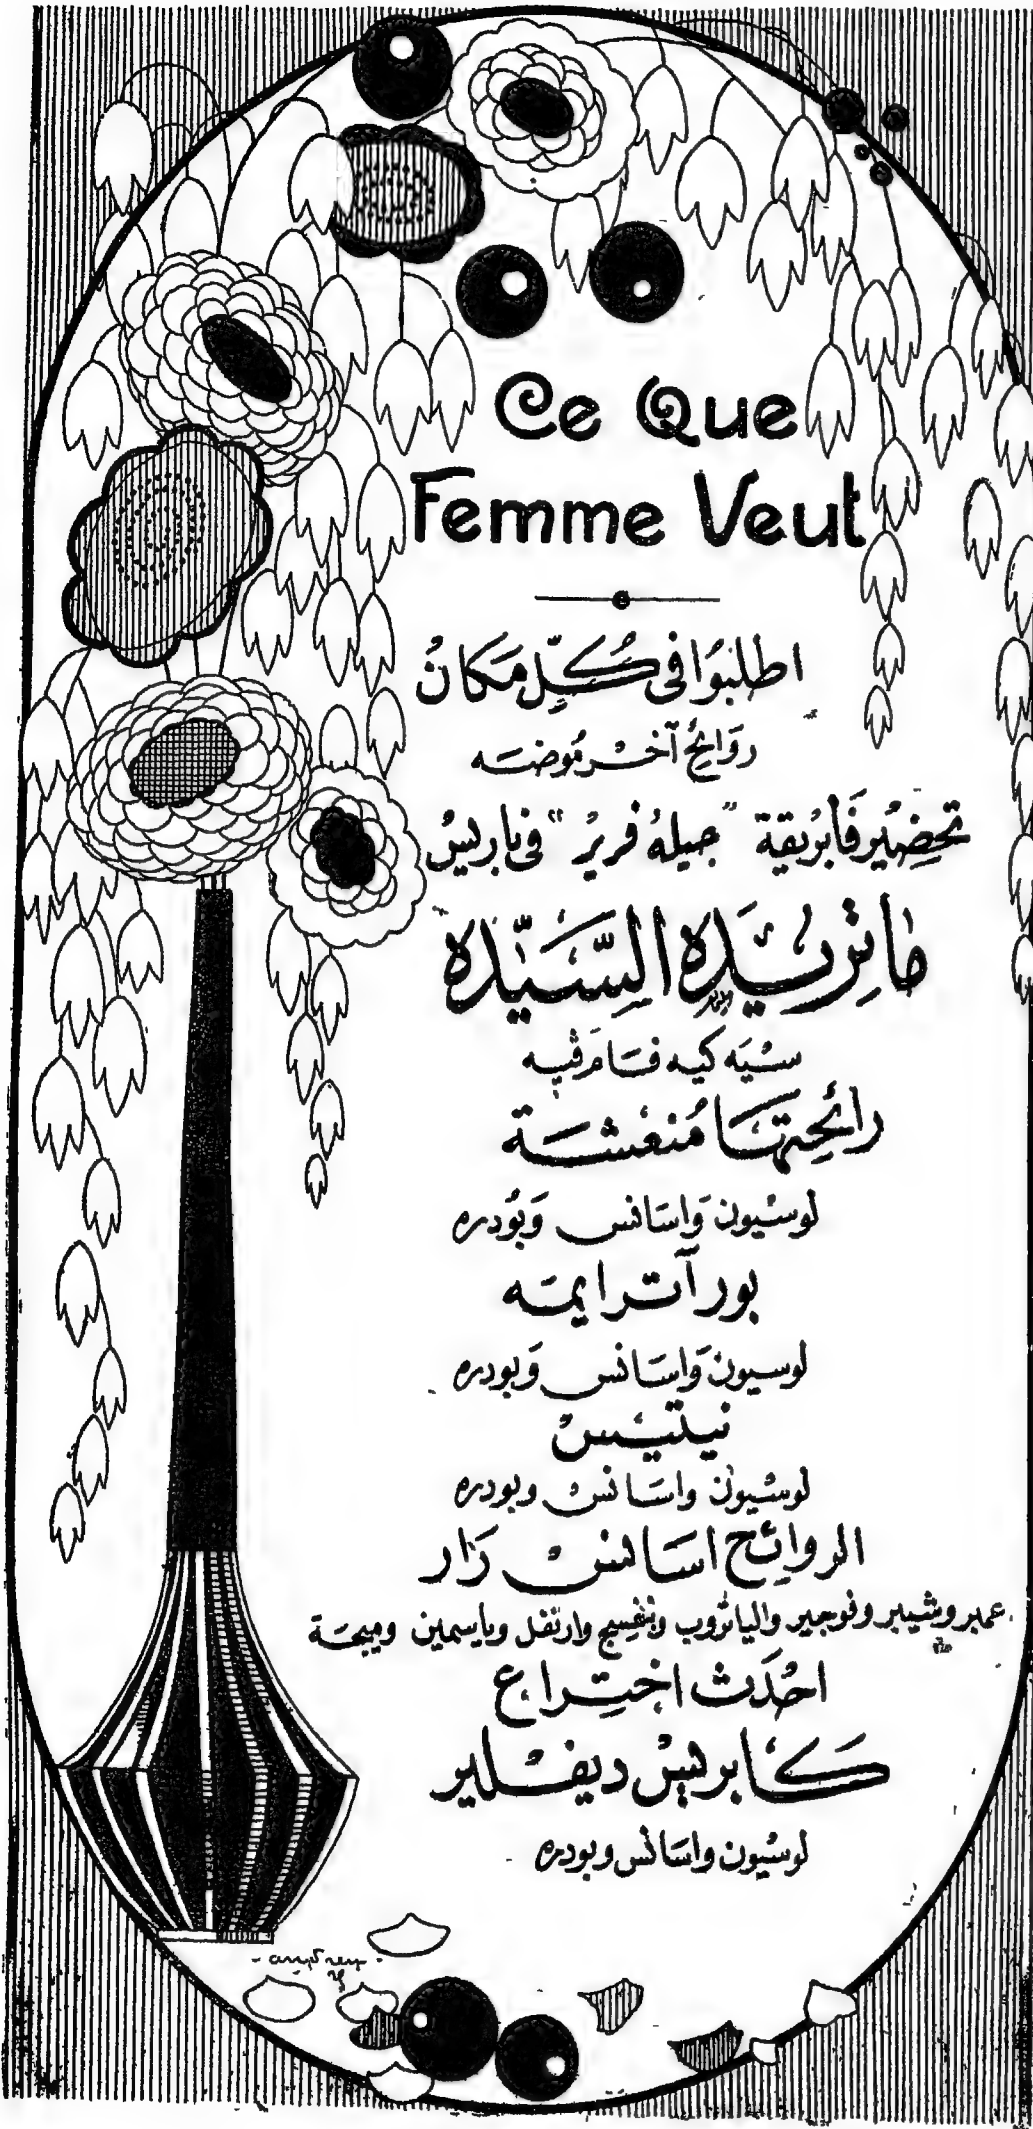 Ce Que
Femme Veut
اطلبوا فى كل مكان
روائح آخر موضه
تحضير فابريقة "جيله فرير" فى باريس
ما تريده السيده
سيه كيه فام فيه
رائحتها منعشة
لوسيون واسانس وبودره
بور آترايمه
لوسيون واسانس وبودره
نيتيس
لوسيون واسانس وبودره
الروائح اسانس رار
عمبر وشيبر وفوجير والياتروب وبنفسج وارنفل وياسمين
احدث اختراع
كابريس ديفلير
لوسيون واسانس وبودره